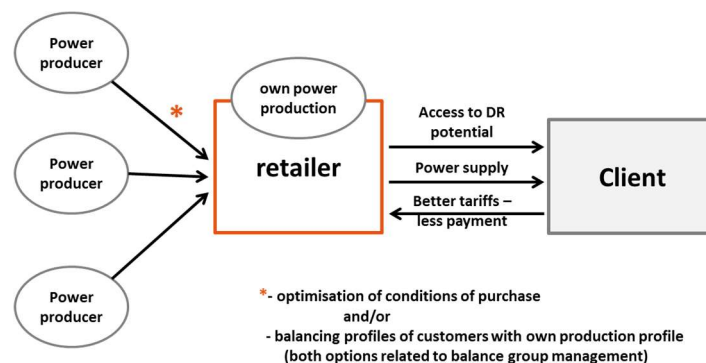 Power
producer
own power
production
*
Power
producer
retailer
Access to DR
potential
Power supply
Better tariffs –
less payment
Client
Power
producer
*- optimisation of conditions of purchase
and/or
- balancing profiles of customers with own production profile
(both options related to balance group management)